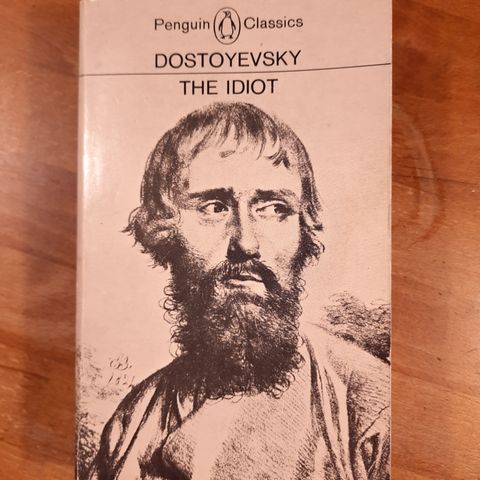 Penguin Classics
DOSTOYEVSKY
THE IDIOT